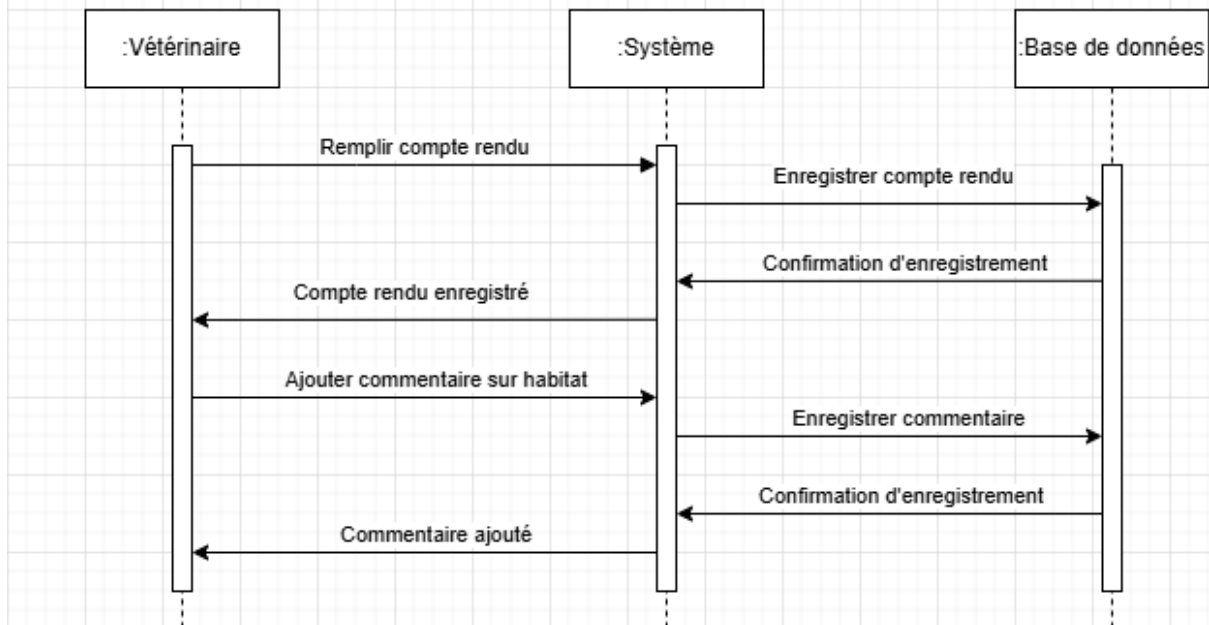 :Vétérinaire
:Système
:Base de données
Remplir compte rendu
Enregistrer compte rendu
Confirmation d'enregistrement
Compte rendu enregistré
Ajouter commentaire sur habitat
Enregistrer commentaire
Confirmation d'enregistrement
Commentaire ajouté